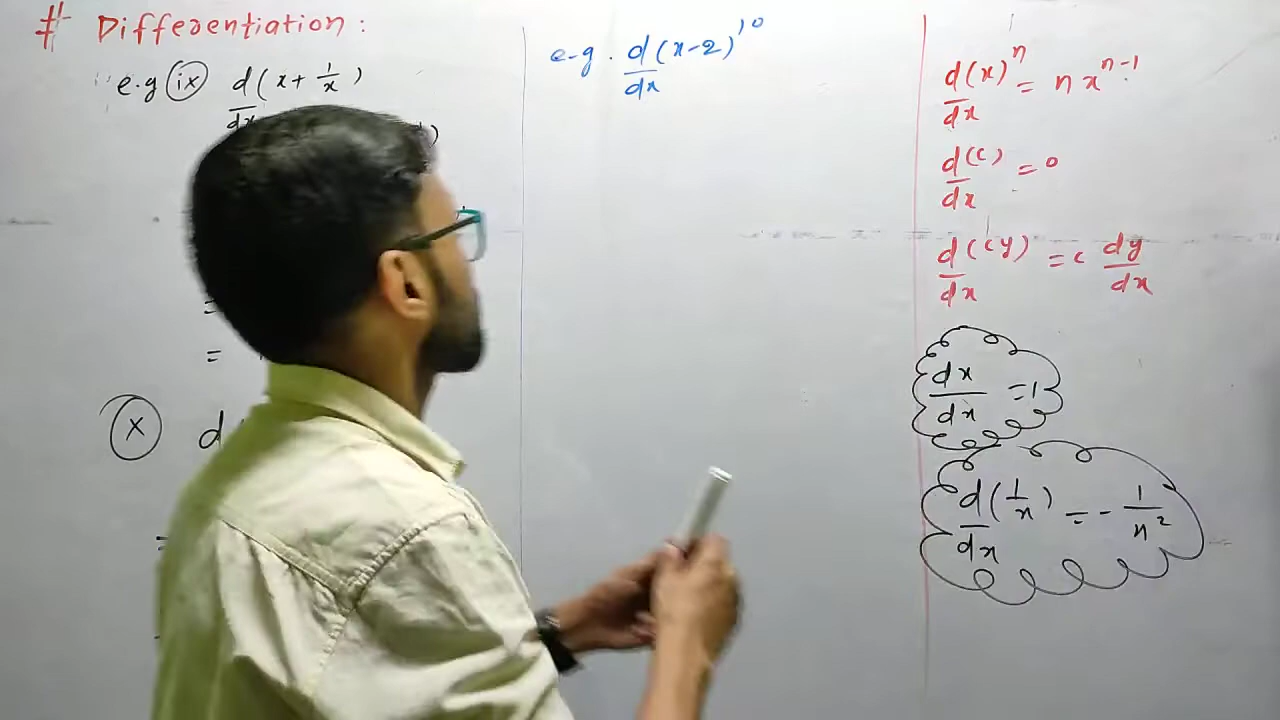 # Differentiation:
e.g (ix) d/dx (x + 1/x)
=
=
(x) d
=
e.g. d/dx (x-2)^10
d/dx (x)^n = n x^(n-1)
d/dx (c) = 0
d/dx (cy) = c dy/dx
dx/dx = 1
d/dx (1/x) = - 1/x^2